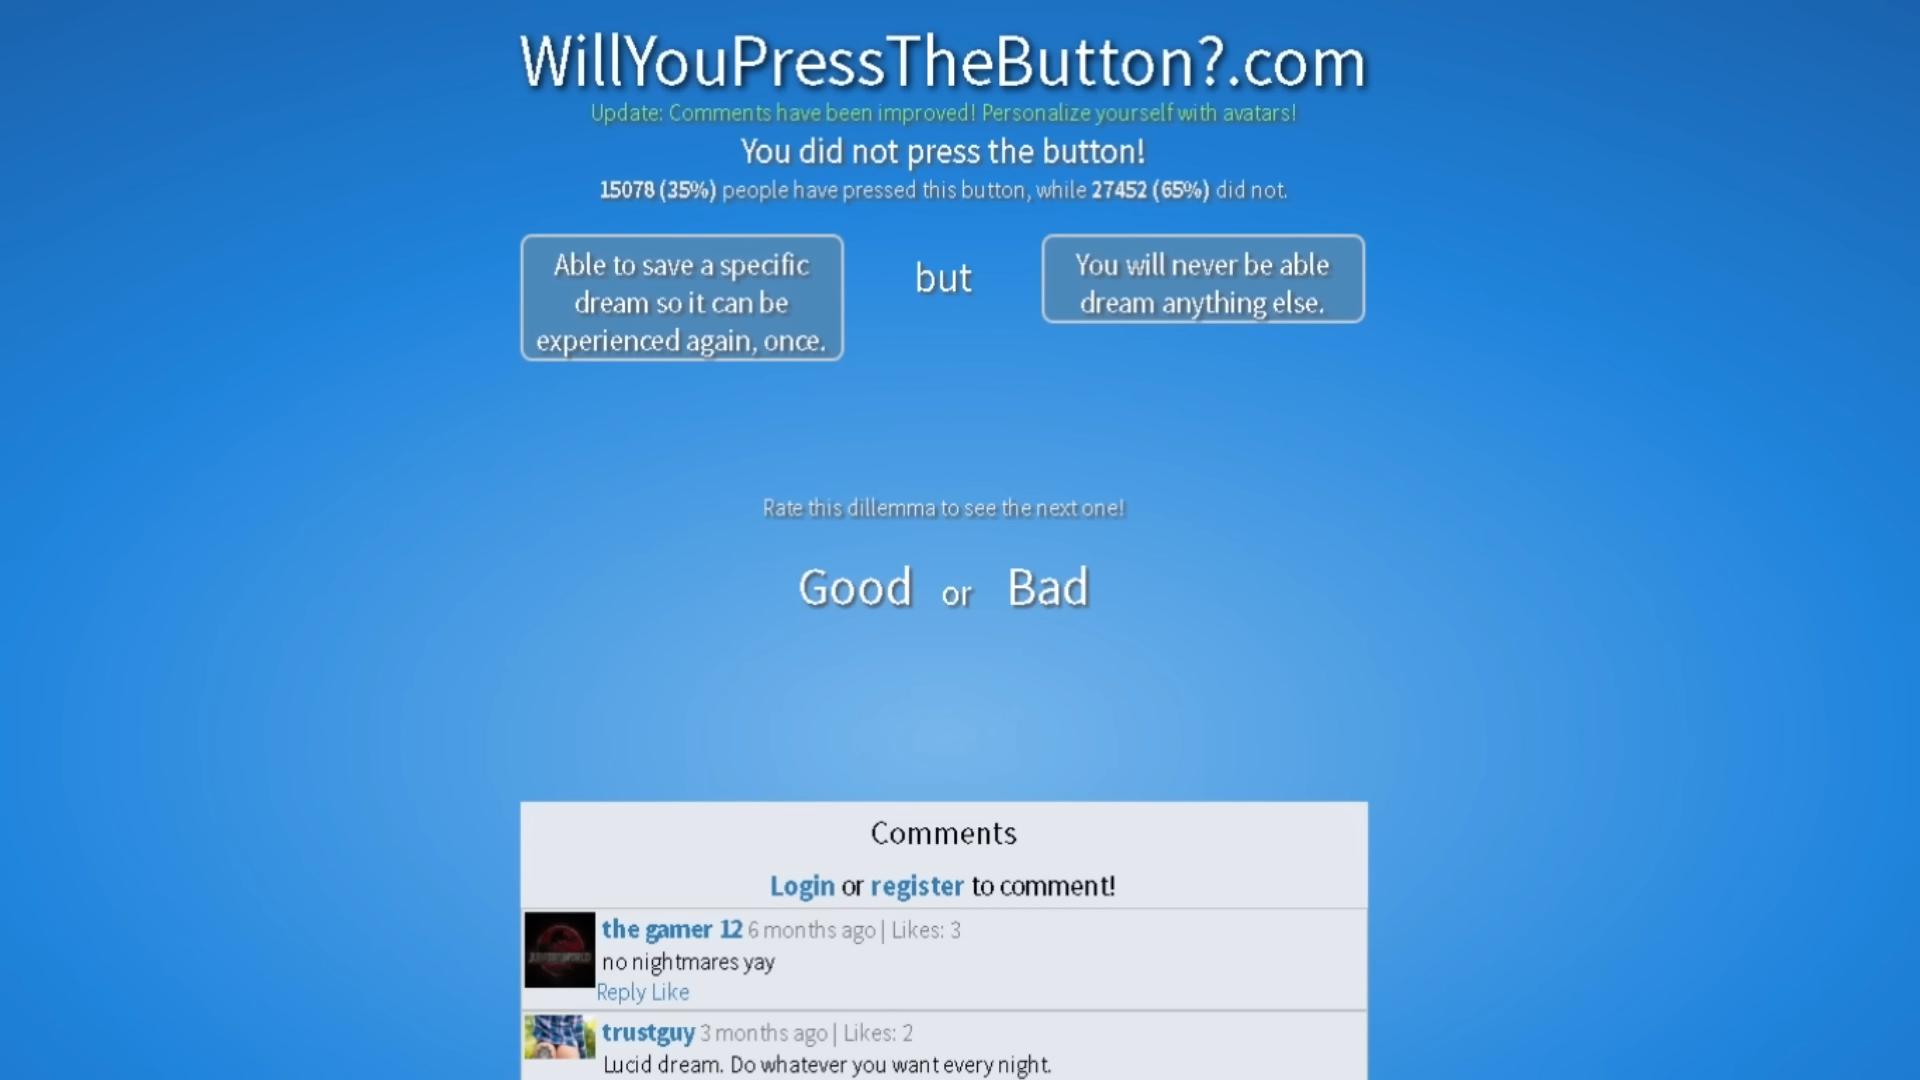 WillYouPressTheButton?.com
Update: Comments have been improved! Personalize yourself with avatars!
You did not press the button!
15078 (35%) people have pressed this button, while 27452 (65%) did not.
Able to save a specific
dream so it can be
experienced again, once.
but
You will never be able
dream anything else.
Rate this dillemma to see the next one!
Good or Bad
Comments
Login or register to comment!
the gamer 12 6 months ago | Likes: 3
no nightmares yay
Reply Like
trustguy 3 months ago | Likes: 2
Lucid dream. Do whatever you want every night.